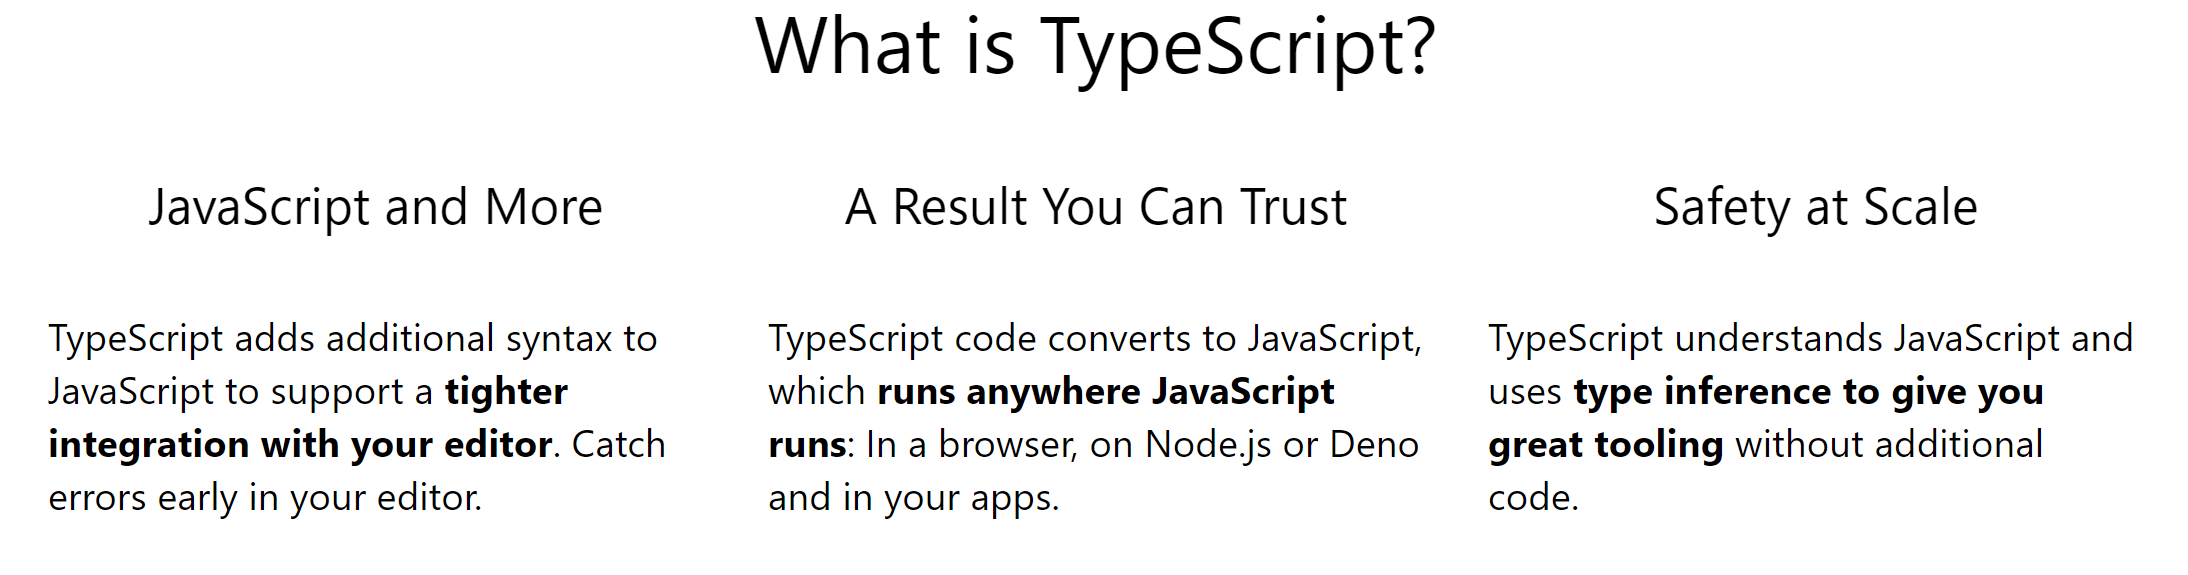 What is TypeScript?
JavaScript and More
TypeScript adds additional syntax to
JavaScript to support a tighter
integration with your editor. Catch
errors early in your editor.
A Result You Can Trust
TypeScript code converts to JavaScript,
which runs anywhere JavaScript
runs: In a browser, on Node.js or Deno
and in your apps.
Safety at Scale
TypeScript understands JavaScript and
uses type inference to give you
great tooling without additional
code.